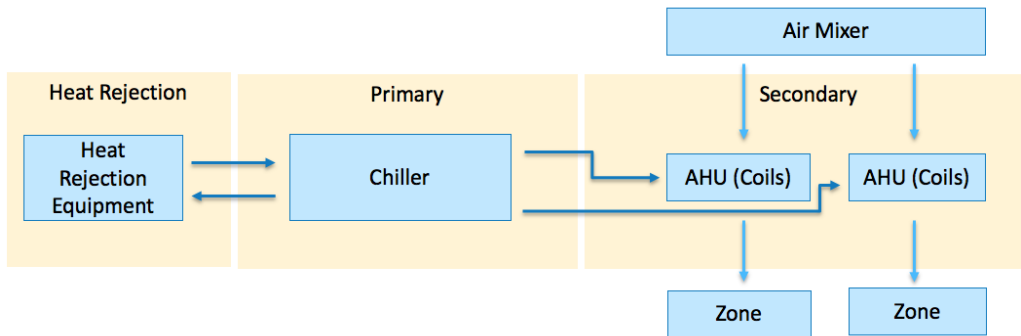 Air Mixer
Heat Rejection
Primary
Secondary
Heat
Rejection
Equipment
Chiller
AHU (Coils)
AHU (Coils)
Zone
Zone